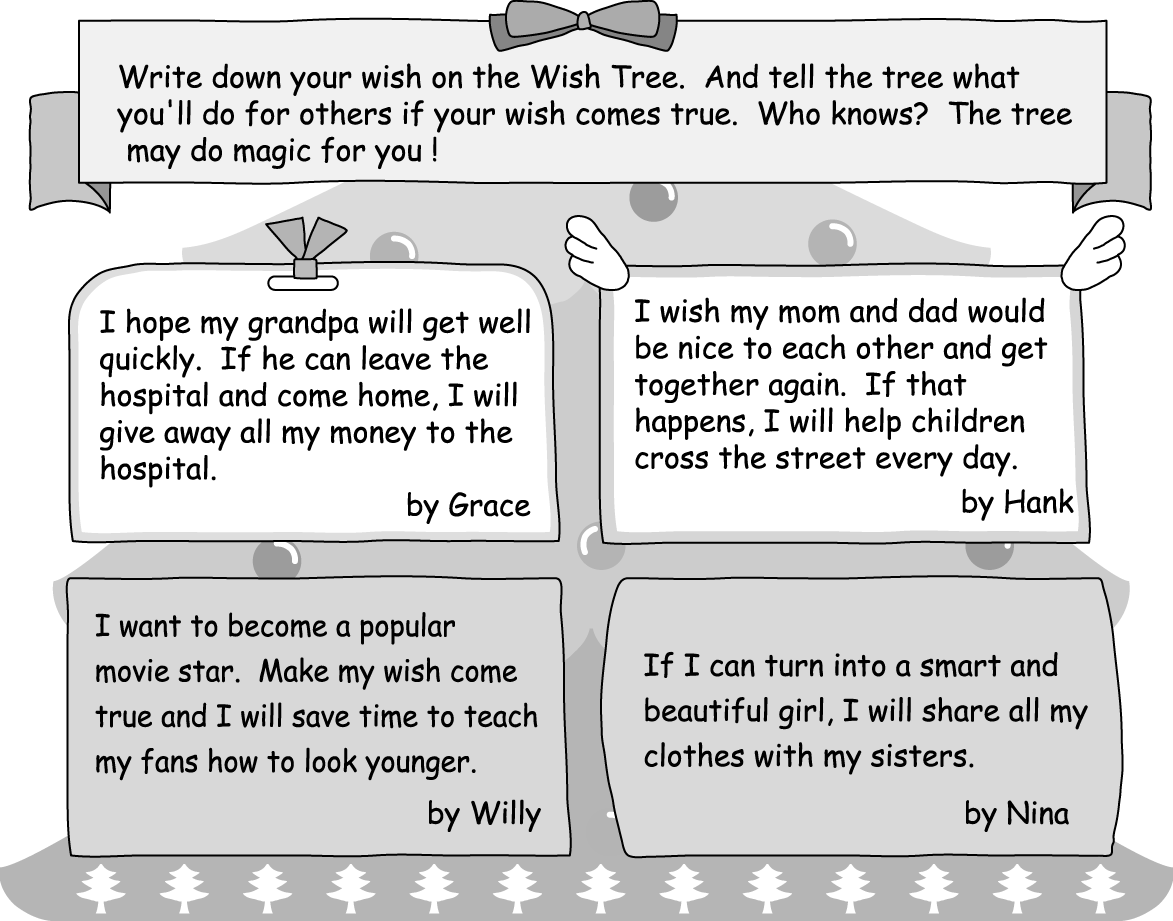 Write down your wish on the Wish Tree. And tell the tree what
you'll do for others if your wish comes true. Who knows? The tree
may do magic for you !
I hope my grandpa will get well
quickly. If he can leave the
hospital and come home, I will
give away all my money to the
hospital.
by Grace
I wish my mom and dad would
be nice to each other and get
together again. If that
happens, I will help children
cross the street every day.
by Hank
I want to become a popular
movie star. Make my wish come
true and I will save time to teach
my fans how to look younger.
by Willy
If I can turn into a smart and
beautiful girl, I will share all my
clothes with my sisters.
by Nina